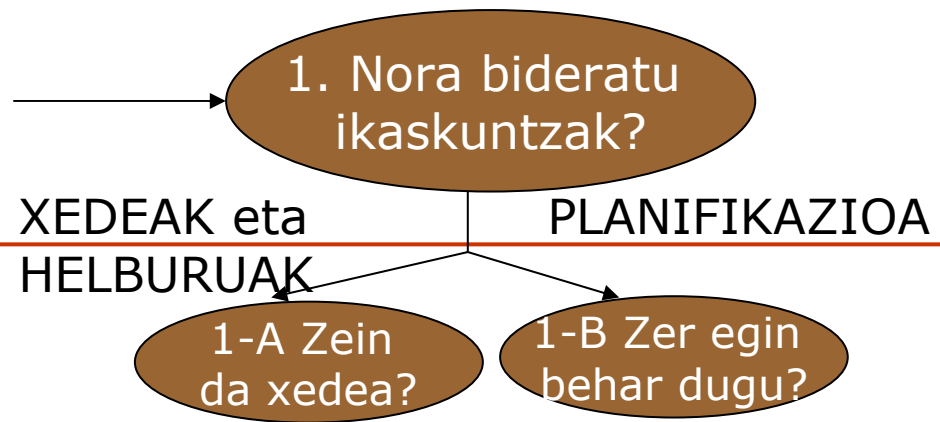 1. Nora bideratu
ikaskuntzak?
XEDEAK eta
HELBURUAK
PLANIFIKAZIOA
1-A Zein
da xedea?
1-B Zer egin
behar dugu?